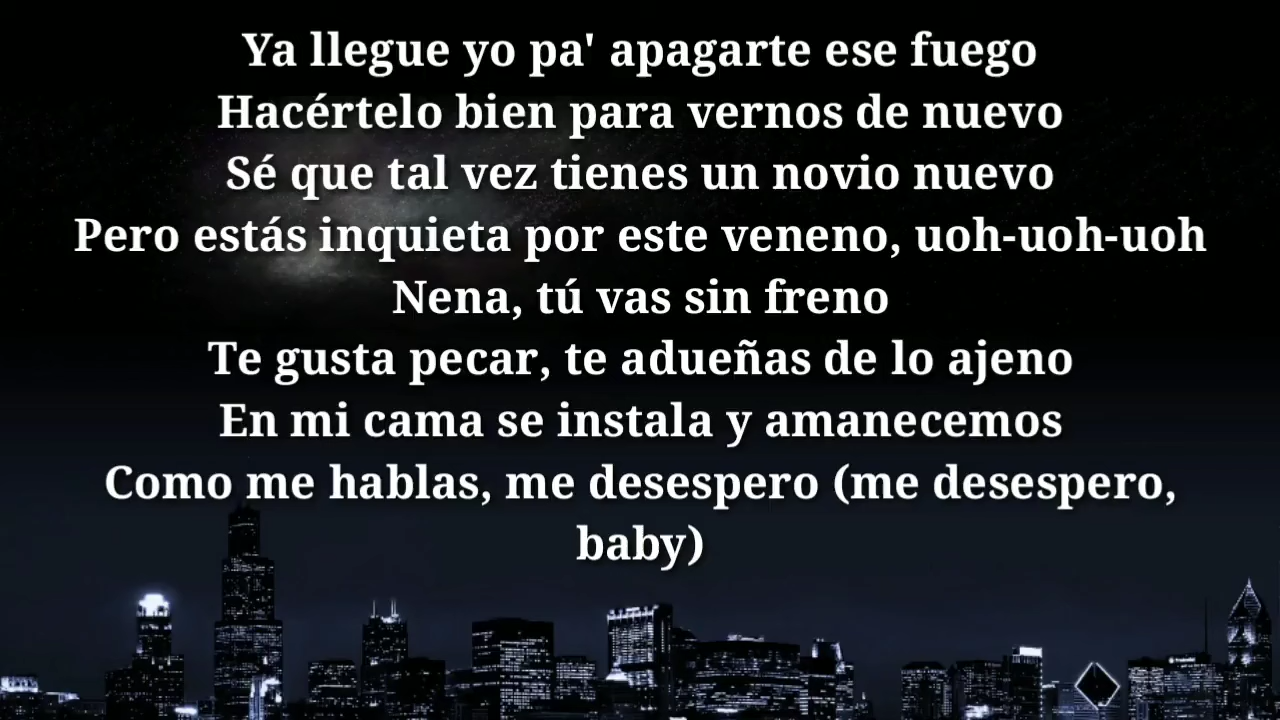 Ya llegue yo pa' apagarte ese fuego
Hacértelo bien para vernos de nuevo
Sé que tal vez tienes un novio nuevo
Pero estás inquieta por este veneno, uoh-uoh-uoh
Nena, tú vas sin freno
Te gusta pecar, te adueñas de lo ajeno
En mi cama se instala y amanecemos
Como me hablas, me desespero (me desespero,
baby)